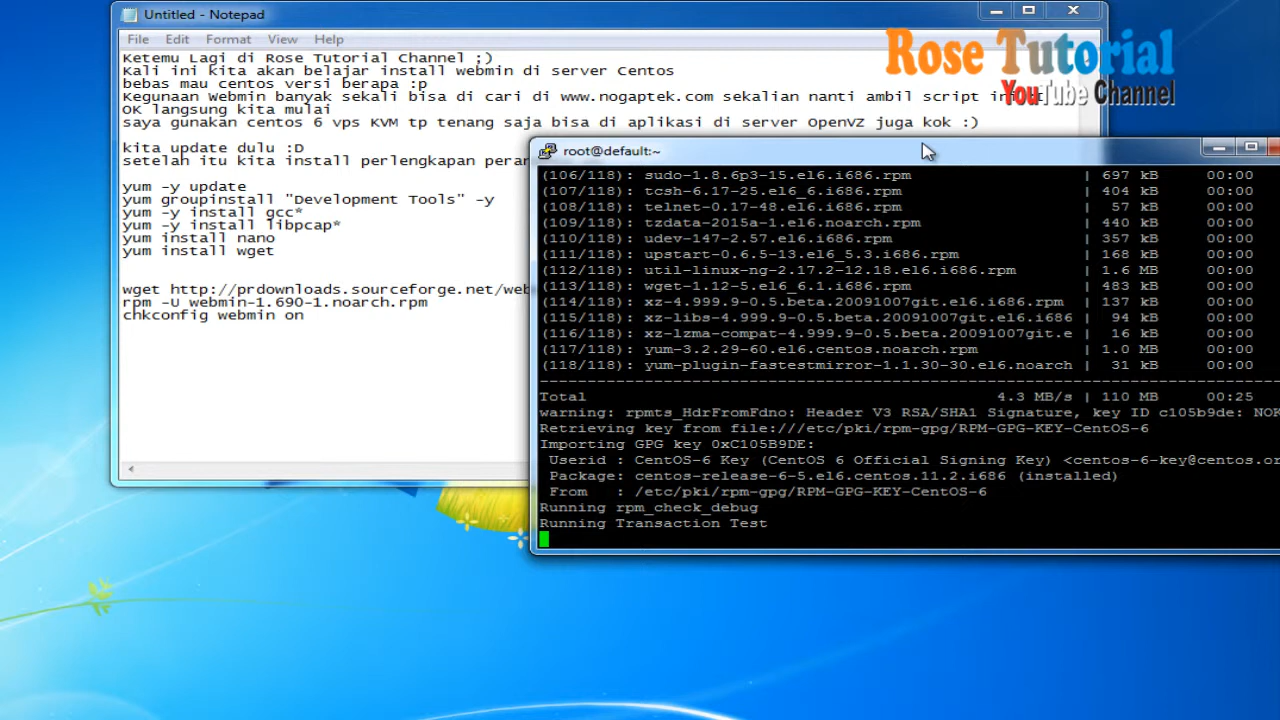 Untitled - Notepad
File Edit Format View Help
Ketemu Lagi di Rose Tutorial Channel ;)
Kali ini kita akan belajar install webmin di server Centos
bebas mau centos versi berapa :p
Kegunaan Webmin banyak sekali bisa di cari di www.nogaptek.com sekalian nanti ambil script
OK langsung kita mulai
saya gunakan centos 6 vps KVM tp tenang saja bisa di aplikasi di server OpenVZ juga kok :)
kita update dulu :D
setelah itu kita install perlengkapan peran
yum -y update
yum groupinstall "Development Tools" -y
yum -y install gcc*
yum -y install libpcap*
yum install nano
yum install wget
wget http://prdownloads.sourceforge.net/web
rpm -U webmin-1.690-1.noarch.rpm
chkconfig webmin on
Rose Tutorial
YouTube Channel
root@default:~
(106/118): sudo-1.8.6p3-15.el6.i686.rpm | 697 kB 00:00
(107/118): tcsh-6.17-25.el6_6.i686.rpm | 404 kB 00:00
(108/118): telnet-0.17-48.el6.i686.rpm | 57 kB 00:00
(109/118): tzdata-2015a-1.el6.noarch.rpm | 440 kB 00:00
(110/118): udev-147-2.57.el6.i686.rpm | 357 kB 00:00
(111/118): upstart-0.6.5-13.el6_5.3.i686.rpm | 168 kB 00:00
(112/118): util-linux-ng-2.17.2-12.18.el6.i686.rpm | 1.6 MB 00:00
(113/118): wget-1.12-5.el6_6.1.i686.rpm | 483 kB 00:00
(114/118): xz-4.999.9-0.5.beta.20091007git.el6.i686.rpm | 137 kB 00:00
(115/118): xz-libs-4.999.9-0.5.beta.20091007git.el6.i686 | 94 kB 00:00
(116/118): xz-lzma-compat-4.999.9-0.5.beta.20091007git.e | 16 kB 00:00
(117/118): yum-3.2.29-60.el6.centos.noarch.rpm | 1.0 MB 00:00
(118/118): yum-plugin-fastestmirror-1.1.30-30.el6.noarch | 31 kB 00:00
Total 4.3 MB/s | 110 MB 00:25
warning: rpmts_HdrFromFdno: Header V3 RSA/SHA1 Signature, key ID c105b9de: NOK
Retrieving key from file:///etc/pki/rpm-gpg/RPM-GPG-KEY-CentOS-6
Importing GPG key 0xC105B9DE:
Userid : CentOS-6 Key (CentOS 6 Official Signing Key) <centos-6-key@centos.or
Package: centos-release-6-5.el6.centos.11.2.i686 (installed)
From : /etc/pki/rpm-gpg/RPM-GPG-KEY-CentOS-6
Running rpm_check_debug
Running Transaction Test